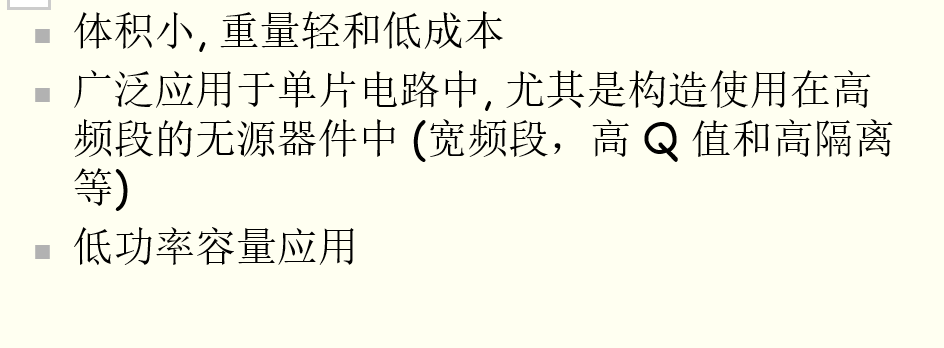 体积小, 重量轻和低成本
广泛应用于单片电路中, 尤其是构造使用在高
频段的无源器件中 (宽频段，高 Q 值和高隔离
等)
低功率容量应用